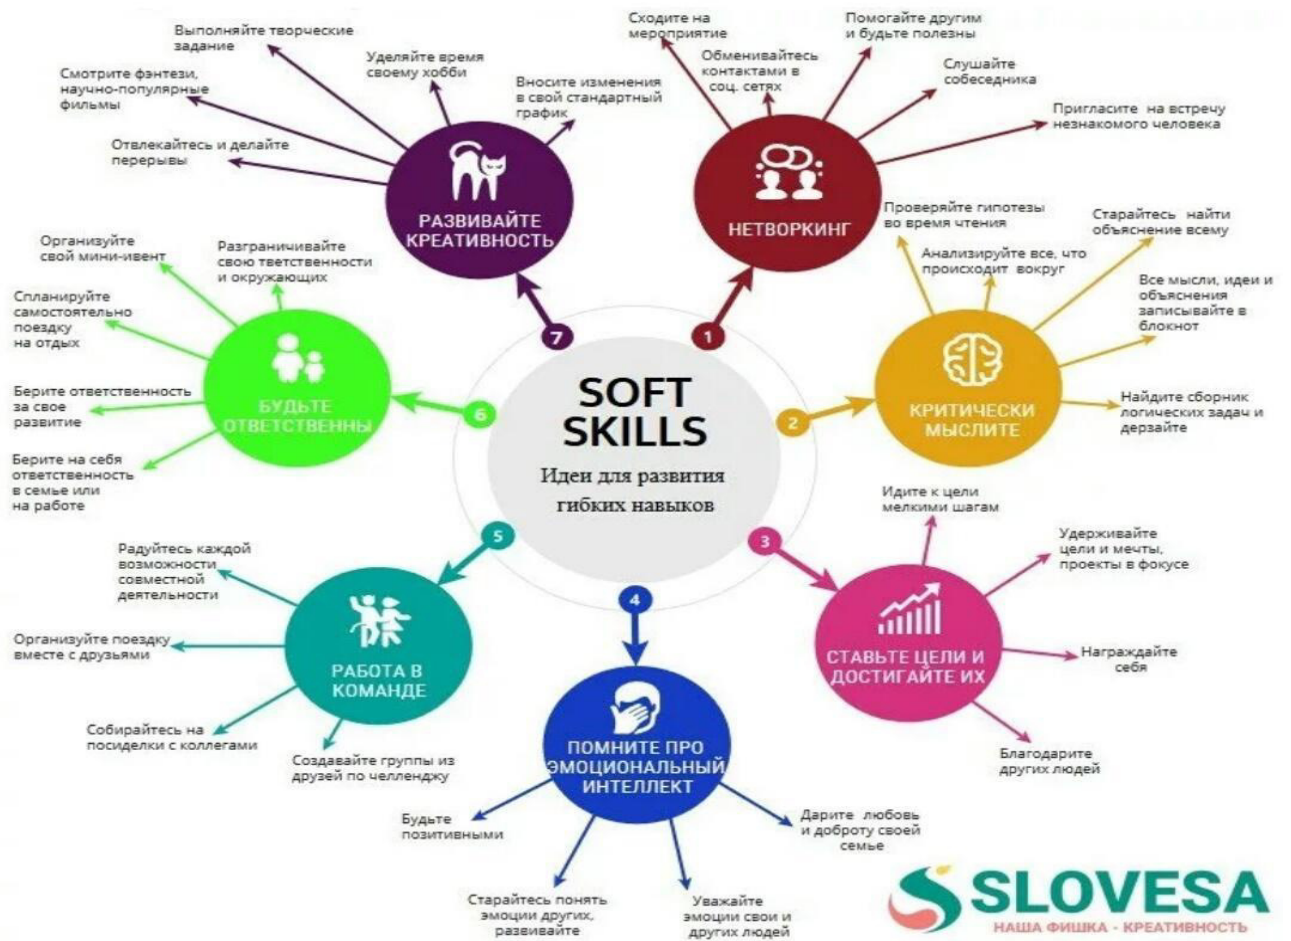 SOFT
SKILLS
Идеи для развития
гибких навыков
1
НЕТВОРКИНГ
Сходите на
мероприятие
Обменивайтесь
контактами в
соц. сетях
Помогайте другим
и будьте полезны
Слушайте
собеседника
Пригласите на встречу
незнакомого человека
2
КРИТИЧЕСКИ
МЫСЛИТЕ
Проверяйте гипотезы
во время чтения
Анализируйте все, что
происходит вокруг
Старайтесь найти
объяснение всему
Все мысли, идеи и
объяснения
записывайте в
блокнот
Найдите сборник
логических задач и
дерзайте
3
СТАВЬТЕ ЦЕЛИ И
ДОСТИГАЙТЕ ИХ
Идите к цели
мелкими шагам
Удерживайте
цели и мечты,
проекты в фокусе
Награждайте
себя
Благодарите
других людей
4
ПОМНИТЕ ПРО
ЭМОЦИОНАЛЬНЫЙ
ИНТЕЛЛЕКТ
Будьте
позитивными
Старайтесь понять
эмоции других,
развивайте
Уважайте
эмоции свои и
других людей
Дарите любовь
и доброту своей
семье
5
РАБОТА В
КОМАНДЕ
Радуйтесь каждой
возможности
совместной
деятельности
Организуйте поездку
вместе с друзьями
Собирайтесь на
посиделки с коллегами
Создавайте группы из
друзей по челленджу
6
БУДЬТЕ
ОТВЕТСТВЕННЫ
Организуйте
свой мини-ивент
Разграничивайте
свою тветственности
и окружающих
Спланируйте
самостоятельно
поездку
на отдых
Берите ответственность
за свое
развитие
Берите на себя
ответственность
в семье или
на работе
7
РАЗВИВАЙТЕ
КРЕАТИВНОСТЬ
Выполняйте творческие
задание
Смотрите фэнтези,
научно-популярные
фильмы
Отвлекайтесь и делайте
перерывы
Уделяйте время
своему хобби
Вносите изменения
в свой стандартный
график
SLOVESA
НАША ФИШКА - КРЕАТИВНОСТЬ